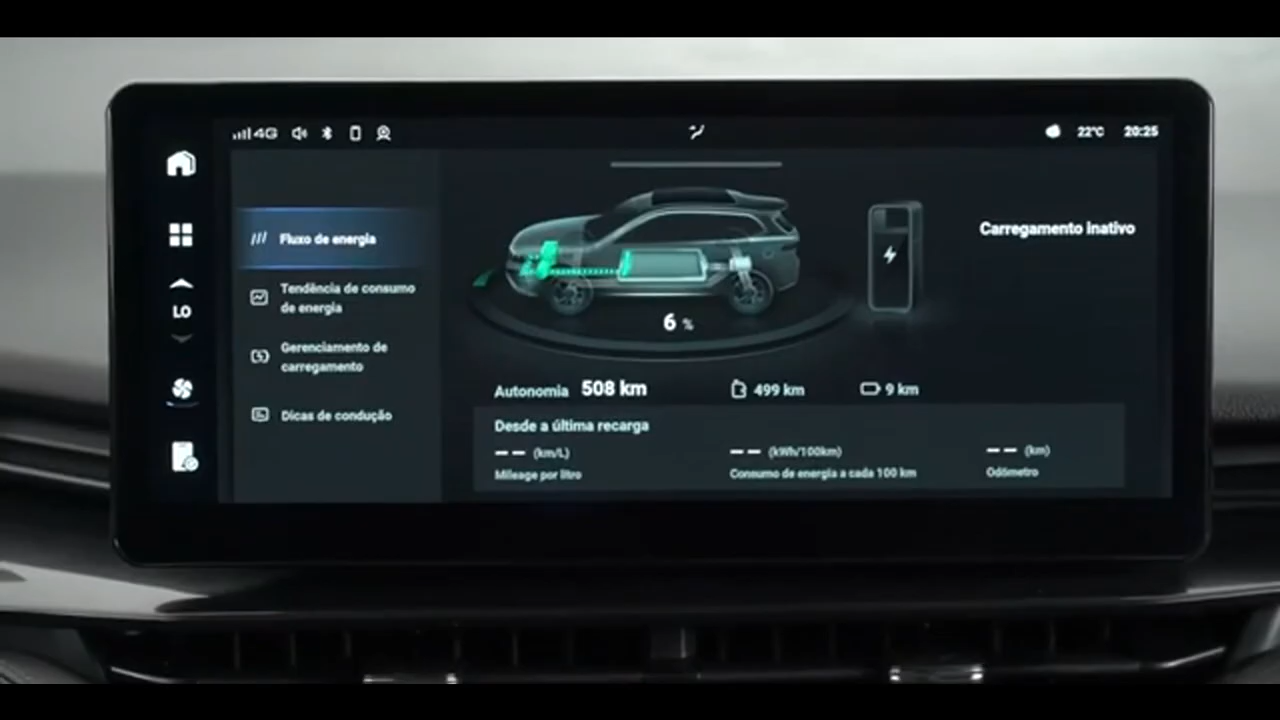 4G
22°C
20:25
LO
Fluxo de energia
Tendência de consumo
de energia
Gerenciamento de
carregamento
Dicas de condução
Carregamento inativo
6 %
Autonomia 508 km
499 km
9 km
Desde a última recarga
-- (km/L)
Mileage por litro
-- (kWh/100km)
Consumo de energia a cada 100 km
-- (km)
Odômetro